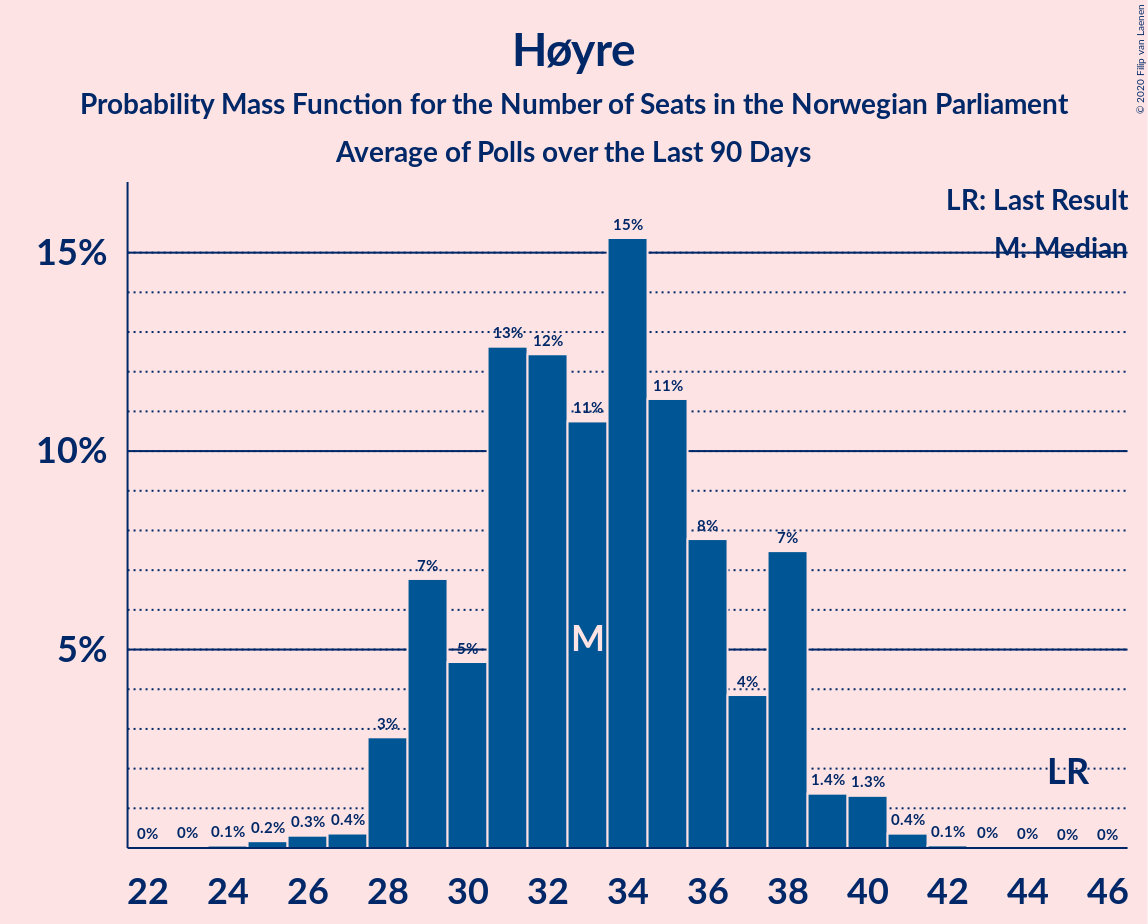 Høyre
Probability Mass Function for the Number of Seats in the Norwegian Parliament
Average of Polls over the Last 90 Days
© 2020 Filip van Laenen
LR: Last Result
M: Median
15%
10%
5%
0% 0% 0.1% 0.2% 0.3% 0.4% 3% 7% 5% 13% 12% 11% 15% 11% 8% 4% 7% 1.4% 1.3% 0.4% 0.1% 0% 0% 0% 0%
M
LR
22 24 26 28 30 32 34 36 38 40 42 44 46